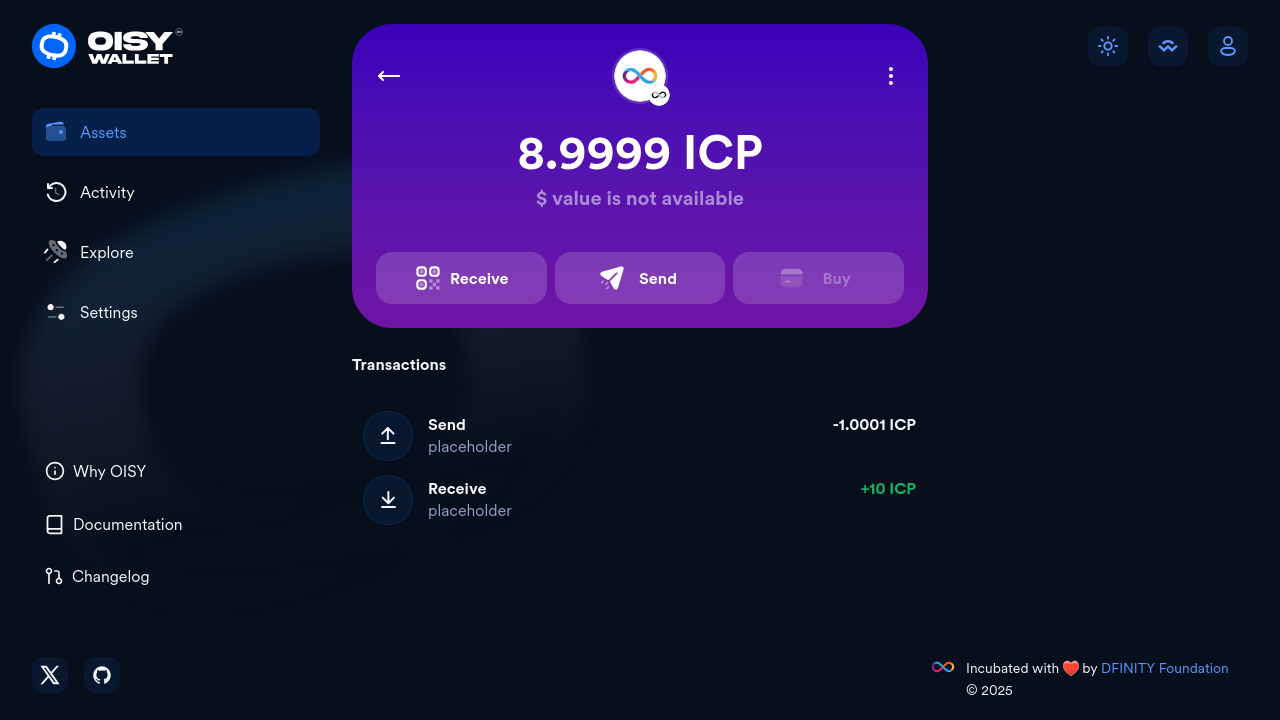 OISY
WALLET
Assets
Activity
Explore
Settings
Why OISY
Documentation
Changelog
8.9999 ICP
$ value is not available
Receive
Send
Buy
Transactions
Send
-1.0001 ICP
placeholder
Receive
+10 ICP
placeholder
Incubated with ❤️ by DFINITY Foundation
© 2025